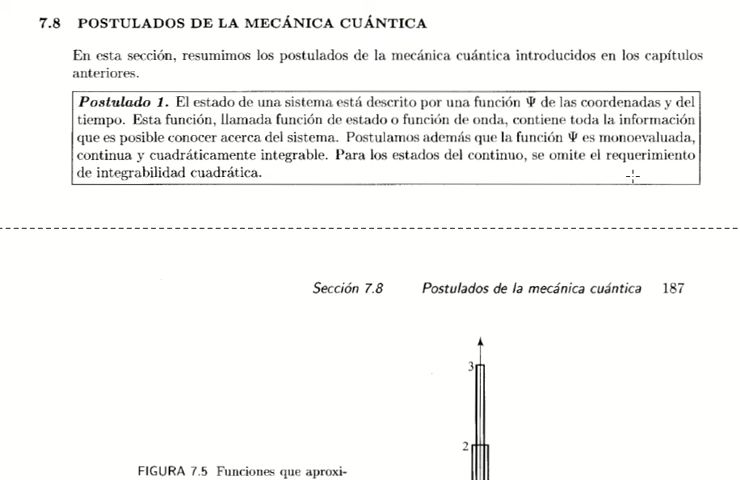 7.8 POSTULADOS DE LA MECÁNICA CUÁNTICA
En esta sección, resumimos los postulados de la mecánica cuántica introducidos en los capítulos
anteriores.
Postulado 1. El estado de una sistema está descrito por una función Ψ de las coordenadas y del
tiempo. Esta función, llamada función de estado o función de onda, contiene toda la información
que es posible conocer acerca del sistema. Postulamos además que la función Ψ es monoevaluada,
continua y cuadráticamente integrable. Para los estados del continuo, se omite el requerimiento
de integrabilidad cuadrática.
Sección 7.8 Postulados de la mecánica cuántica 187
3
2
FIGURA 7.5 Funciones que aproxi-